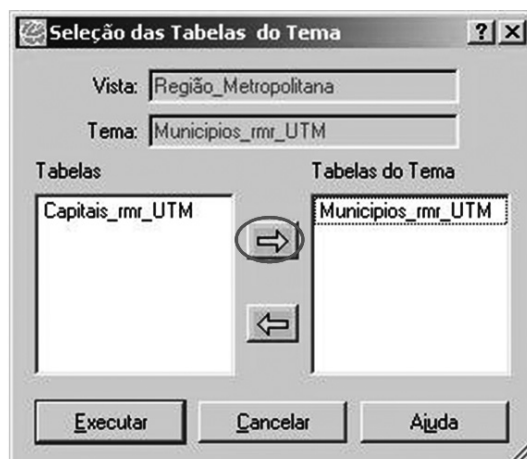 Seleção das Tabelas do Tema
Vista: Região_Metropolitana
Tema: Municipios_rmr_UTM
Tabelas Tabelas do Tema
Capitais_rmr_UTM Municipios_rmr_UTM
Executar Cancelar Ajuda